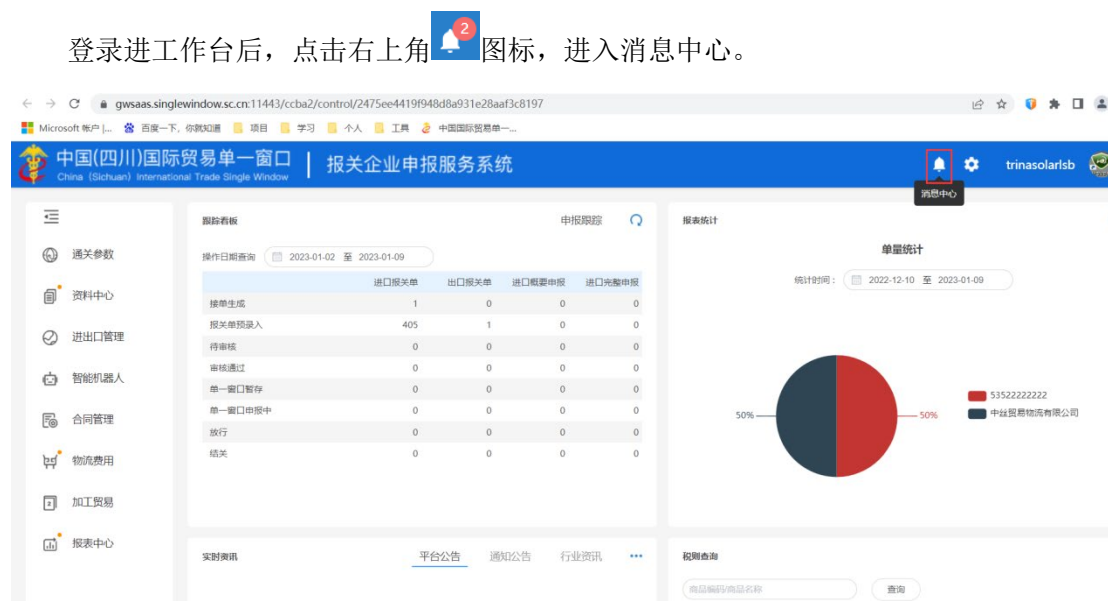 登录进工作台后，点击右上角 2 图标，进入消息中心。
gwsaas.singlewindow.sc.cn:11443/ccba2/control/2475ee4419f948d8a931e28aaf3c8197
Microsoft 帐户 |... 百度一下，你就知道 项目 学习 个人 工具 中国国际贸易单一...
中国(四川)国际贸易单一窗口 | 报关企业申报服务系统 trinasolarlsb
China (Sichuan) International Trade Single Window
消息中心
通关参数
资料中心
进出口管理
智能机器人
合同管理
物流费用
加工贸易
报表中心
跟踪看板 申报跟踪
操作日期查询 2023-01-02 至 2023-01-09
进口报关单 出口报关单 进口概要申报 进口完整申报
接单生成 1 0 0 0
报关单预录入 405 1 0 0
待审核 0 0 0 0
审核通过 0 0 0 0
单一窗口暂存 0 0 0 0
单一窗口申报中 0 0 0 0
放行 0 0 0 0
结关 0 0 0 0
报表统计
单量统计
统计时间： 2022-12-10 至 2023-01-09
50% 50%
53522222222
中丝贸易物流有限公司
实时资讯 平台公告 通知公告 行业资讯 •••
税则查询
商品编码/商品名称 查询